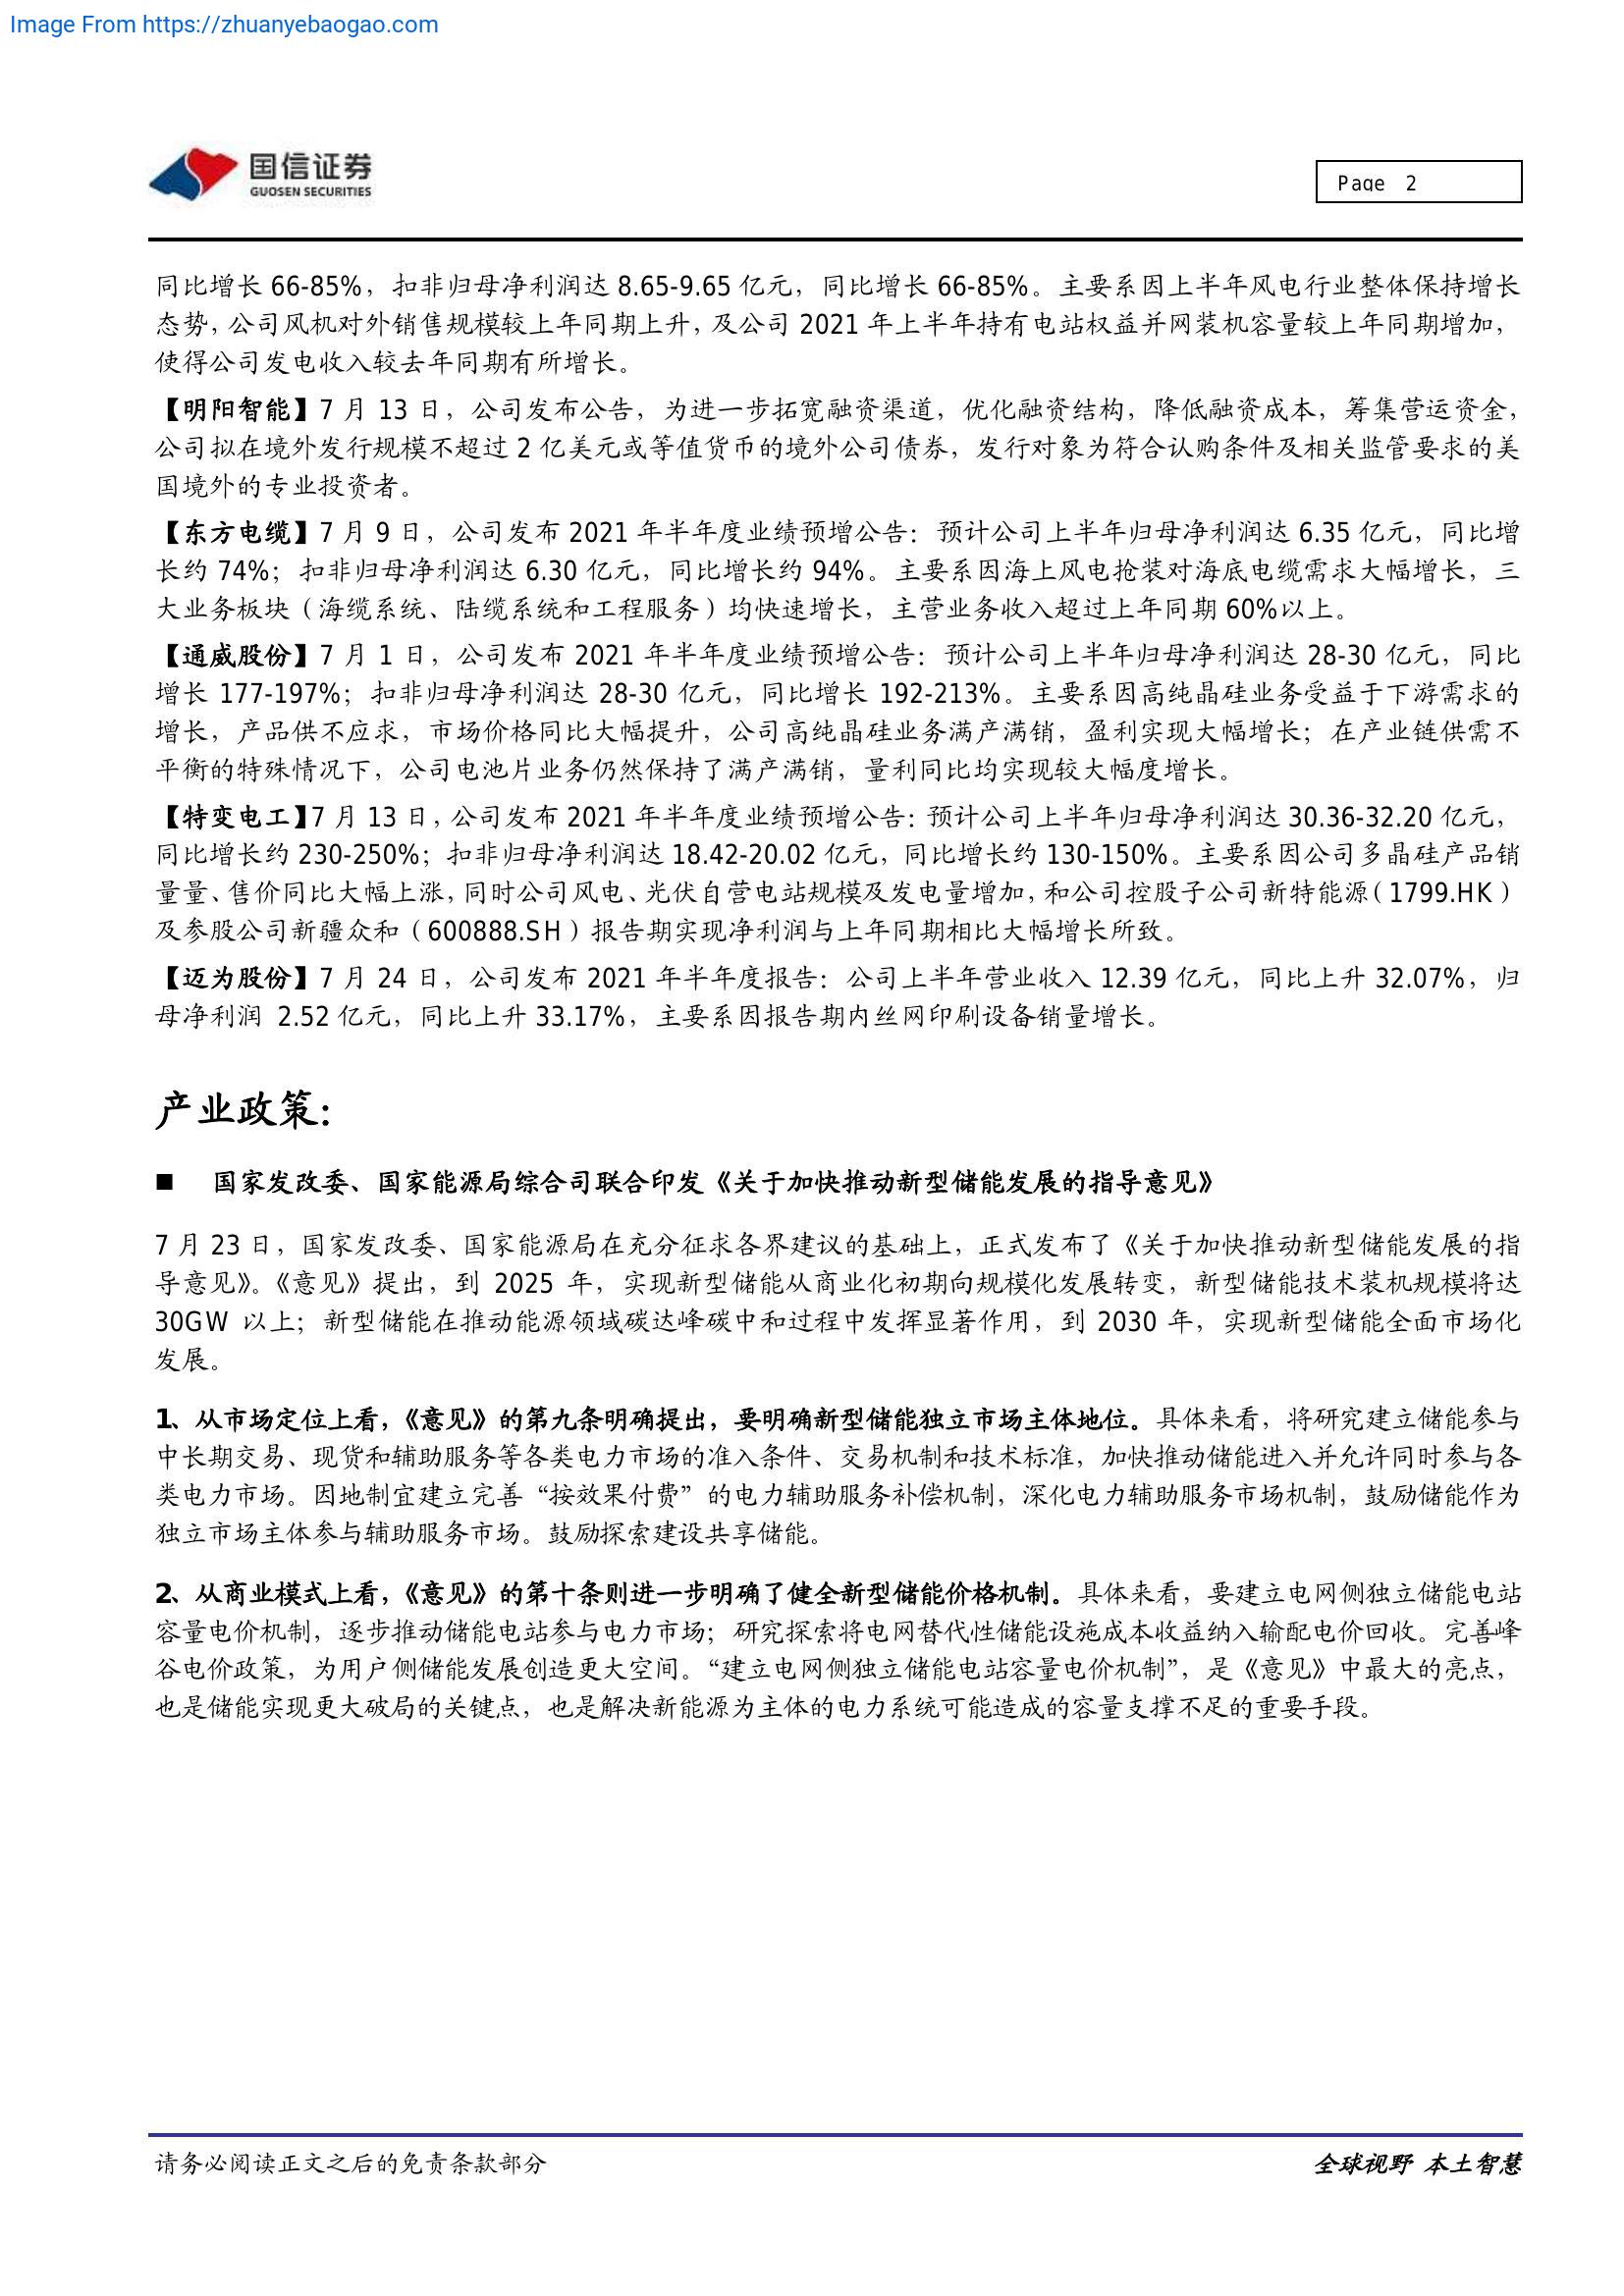 Image From https://zhuanyebaogao.com
国信证券
GUOSEN SECURITIES
Page 2
同比增长 66-85%，扣非归母净利润达 8.65-9.65 亿元，同比增长 66-85%。主要系因上半年风电行业整体保持增长
态势，公司风机对外销售规模较上年同期上升，及公司 2021 年上半年持有电站权益并网装机容量较上年同期增加，
使得公司发电收入较去年同期有所增长。
【明阳智能】7 月 13 日，公司发布公告，为进一步拓宽融资渠道，优化融资结构，降低融资成本，筹集营运资金，
公司拟在境外发行规模不超过 2 亿美元或等值货币的境外公司债券，发行对象为符合认购条件及相关监管要求的美
国境外的专业投资者。
【东方电缆】7 月 9 日，公司发布 2021 年半年度业绩预增公告：预计公司上半年归母净利润达 6.35 亿元，同比增
长约 74%；扣非归母净利润达 6.30 亿元，同比增长约 94%。主要系因海上风电抢装对海底电缆需求大幅增长，三
大业务板块（海缆系统、陆缆系统和工程服务）均快速增长，主营业务收入超过上年同期 60%以上。
【通威股份】7 月 1 日，公司发布 2021 年半年度业绩预增公告：预计公司上半年归母净利润达 28-30 亿元，同比
增长 177-197%；扣非归母净利润达 28-30 亿元，同比增长 192-213%。主要系因高纯晶硅业务受益于下游需求的
增长，产品供不应求，市场价格同比大幅提升，公司高纯晶硅业务满产满销，盈利实现大幅增长；在产业链供需不
平衡的特殊情况下，公司电池片业务仍然保持了满产满销，量利同比均实现较大幅度增长。
【特变电工】7 月 13 日，公司发布 2021 年半年度业绩预增公告：预计公司上半年归母净利润达 30.36-32.20 亿元，
同比增长约 230-250%；扣非归母净利润达 18.42-20.02 亿元，同比增长约 130-150%。主要系因公司多晶硅产品销
量量、售价同比大幅上涨，同时公司风电、光伏自营电站规模及发电量增加，和公司控股子公司新特能源（1799.HK）
及参股公司新疆众和（600888.SH）报告期实现净利润与上年同期相比大幅增长所致。
【迈为股份】7 月 24 日，公司发布 2021 年半年度报告：公司上半年营业收入 12.39 亿元，同比上升 32.07%，归
母净利润 2.52 亿元，同比上升 33.17%，主要系因报告期内丝网印刷设备销量增长。
产业政策：
■ 国家发改委、国家能源局综合司联合印发《关于加快推动新型储能发展的指导意见》
7 月 23 日，国家发改委、国家能源局在充分征求各界建议的基础上，正式发布了《关于加快推动新型储能发展的指
导意见》。《意见》提出，到 2025 年，实现新型储能从商业化初期向规模化发展转变，新型储能技术装机规模将达
30GW 以上；新型储能在推动能源领域碳达峰碳中和过程中发挥显著作用，到 2030 年，实现新型储能全面市场化
发展。
1、从市场定位上看，《意见》的第九条明确提出，要明确新型储能独立市场主体地位。具体来看，将研究建立储能参与
中长期交易、现货和辅助服务等各类电力市场的准入条件、交易机制和技术标准，加快推动储能进入并允许同时参与各
类电力市场。因地制宜建立完善“按效果付费”的电力辅助服务补偿机制，深化电力辅助服务市场机制，鼓励储能作为
独立市场主体参与辅助服务市场。鼓励探索建设共享储能。
2、从商业模式上看，《意见》的第十条则进一步明确了健全新型储能价格机制。具体来看，要建立电网侧独立储能电站
容量电价机制，逐步推动储能电站参与电力市场；研究探索将电网替代性储能设施成本收益纳入输配电价回收。完善峰
谷电价政策，为用户侧储能发展创造更大空间。“建立电网侧独立储能电站容量电价机制”，是《意见》中最大的亮点，
也是储能实现更大破局的关键点，也是解决新能源为主体的电力系统可能造成的容量支撑不足的重要手段。
请务必阅读正文之后的免责条款部分
全球视野 本土智慧